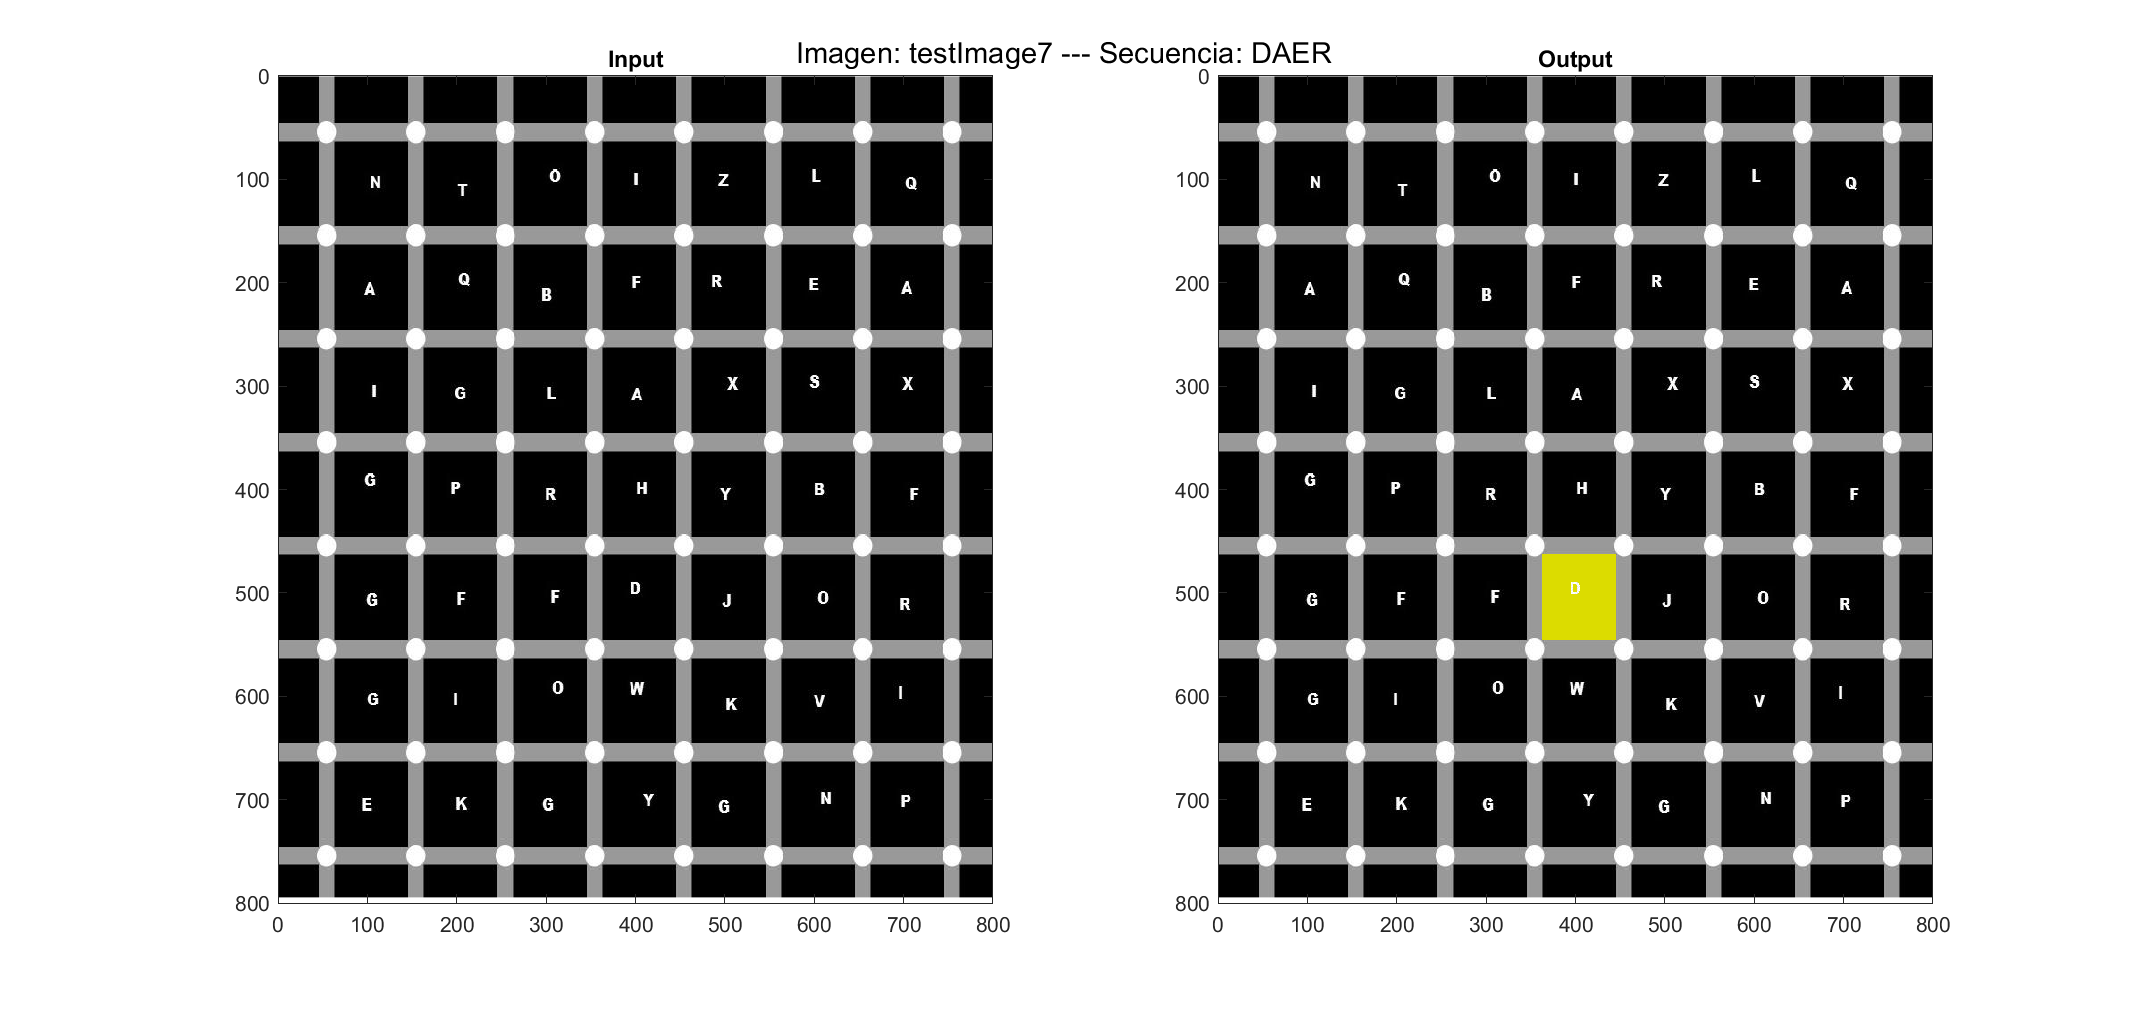 Imagen: testImage7 --- Secuencia: DAER
Input
0
N T O I Z L Q
100
A Q B F R E A
200
I G L A X S X
300
G P R H Y B F
400
G F F D J O R
500
G I O W K V I
600
E K G Y G N P
700
800
0 100 200 300 400 500 600 700 800
Output
0
N T O I Z L Q
100
A Q B F R E A
200
I G L A X S X
300
G P R H Y B F
400
G F F D J O R
500
G I O W K V I
600
E K G Y G N P
700
800
0 100 200 300 400 500 600 700 800